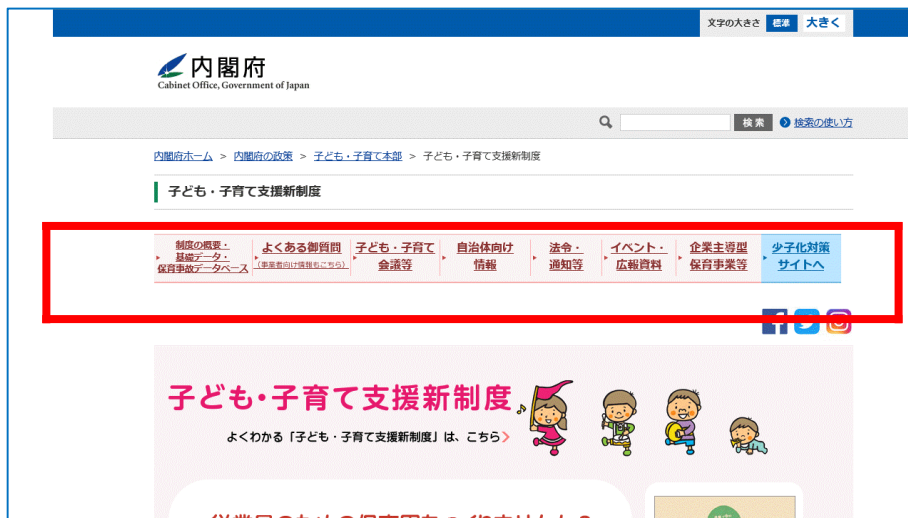 文字の大きさ 標準 大きく
内閣府
Cabinet Office, Government of Japan
検索 検索の使い方
内閣府ホーム > 内閣府の政策 > 子ども・子育て本部 > 子ども・子育て支援新制度
子ども・子育て支援新制度
制度の概要・
基礎データ・
保育事故データベース
よくある御質問
（事業者向け情報もこちら）
子ども・子育て
会議等
自治体向け
情報
法令・
通知等
イベント・
広報資料
企業主導型
保育事業等
少子化対策
サイトへ
子ども・子育て支援新制度
よくわかる「子ども・子育て支援新制度」は、こちら